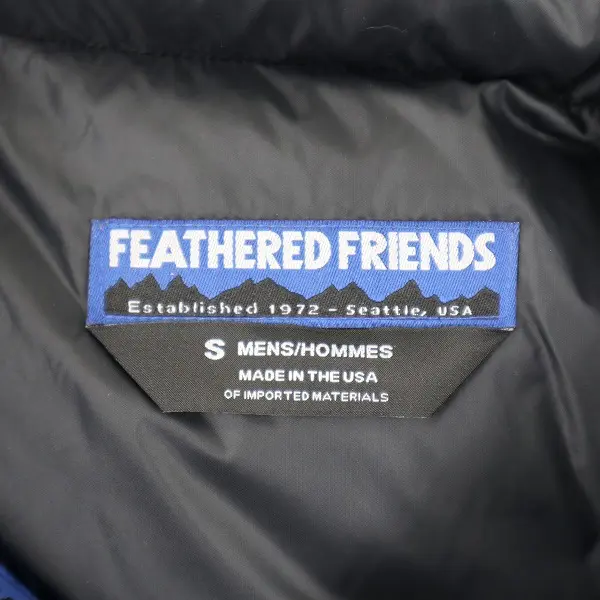 FEATHERED FRIENDS
Established 1972 - Seattle, USA
S MENS/HOMMES
MADE IN THE USA
OF IMPORTED MATERIALS